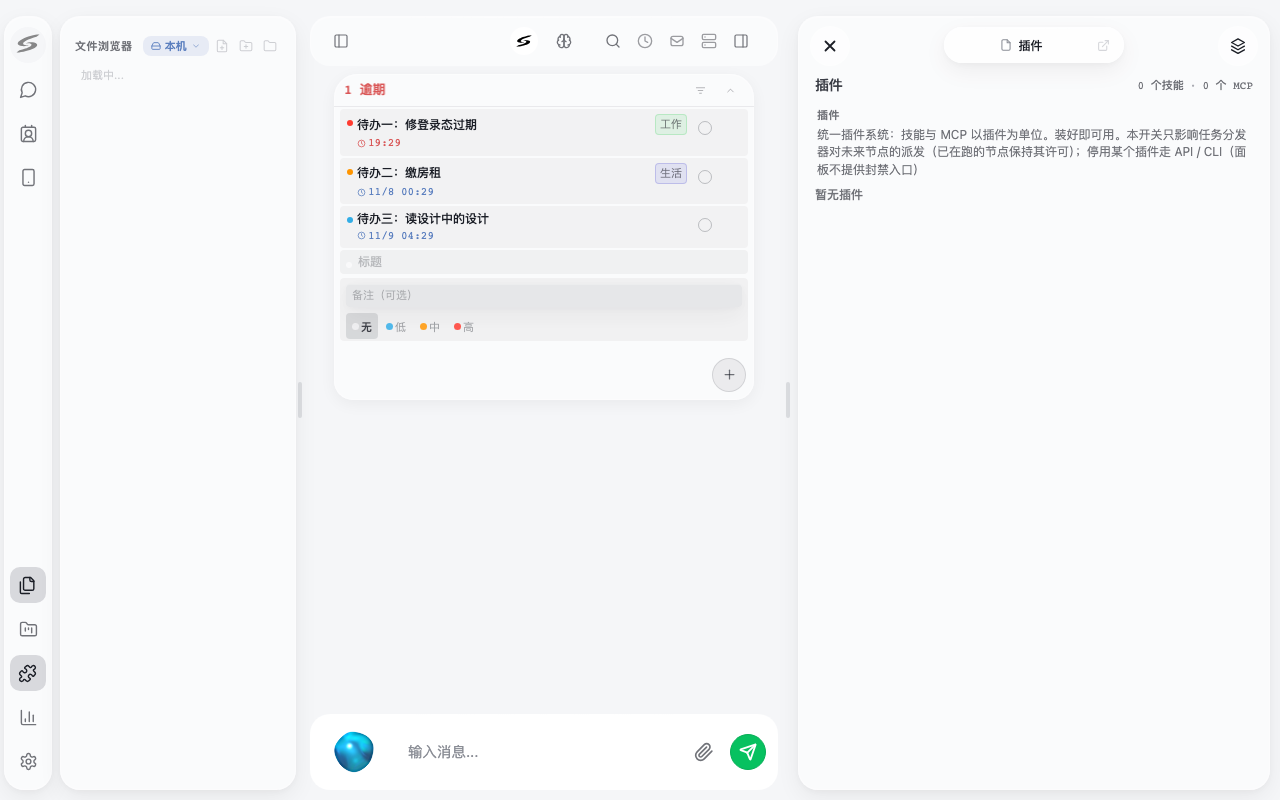 文件浏览器 本机
加载中...
1 逾期
待办一：修登录态过期 工作
19:29
待办二：缴房租 生活
11/8 00:29
待办三：读设计中的设计
11/9 04:29
标题
备注（可选）
无 低 中 高
输入消息...
插件
插件 0 个技能 · 0 个 MCP
插件
统一插件系统：技能与 MCP 以插件为单位。装好即可用。本开关只影响任务分发
器对未来节点的派发（已在跑的节点保持其许可）；停用某个插件走 API / CLI（面
板不提供封禁入口）
暂无插件